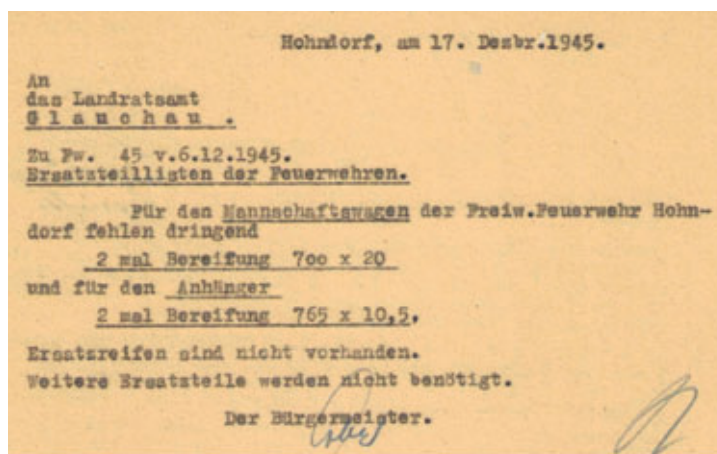 Hohndorf, am 17. Dezbr.1945.
An
das Landratsamt
G l a u c h a u .
Zu Fw. 45 v.6.12.1945.
Ersatzteillisten der Feuerwehren.
Für den Mannschaftswagen der Freiw.Feuerwehr Hohn-
dorf fehlen dringend
2 mal Bereifung 7oo x 20
und für den Anhänger
2 mal Bereifung 765 x 10,5.
Ersatzreifen sind nicht vorhanden.
Weitere Ersatzteile werden nicht benötigt.
Der Bürgermeister.